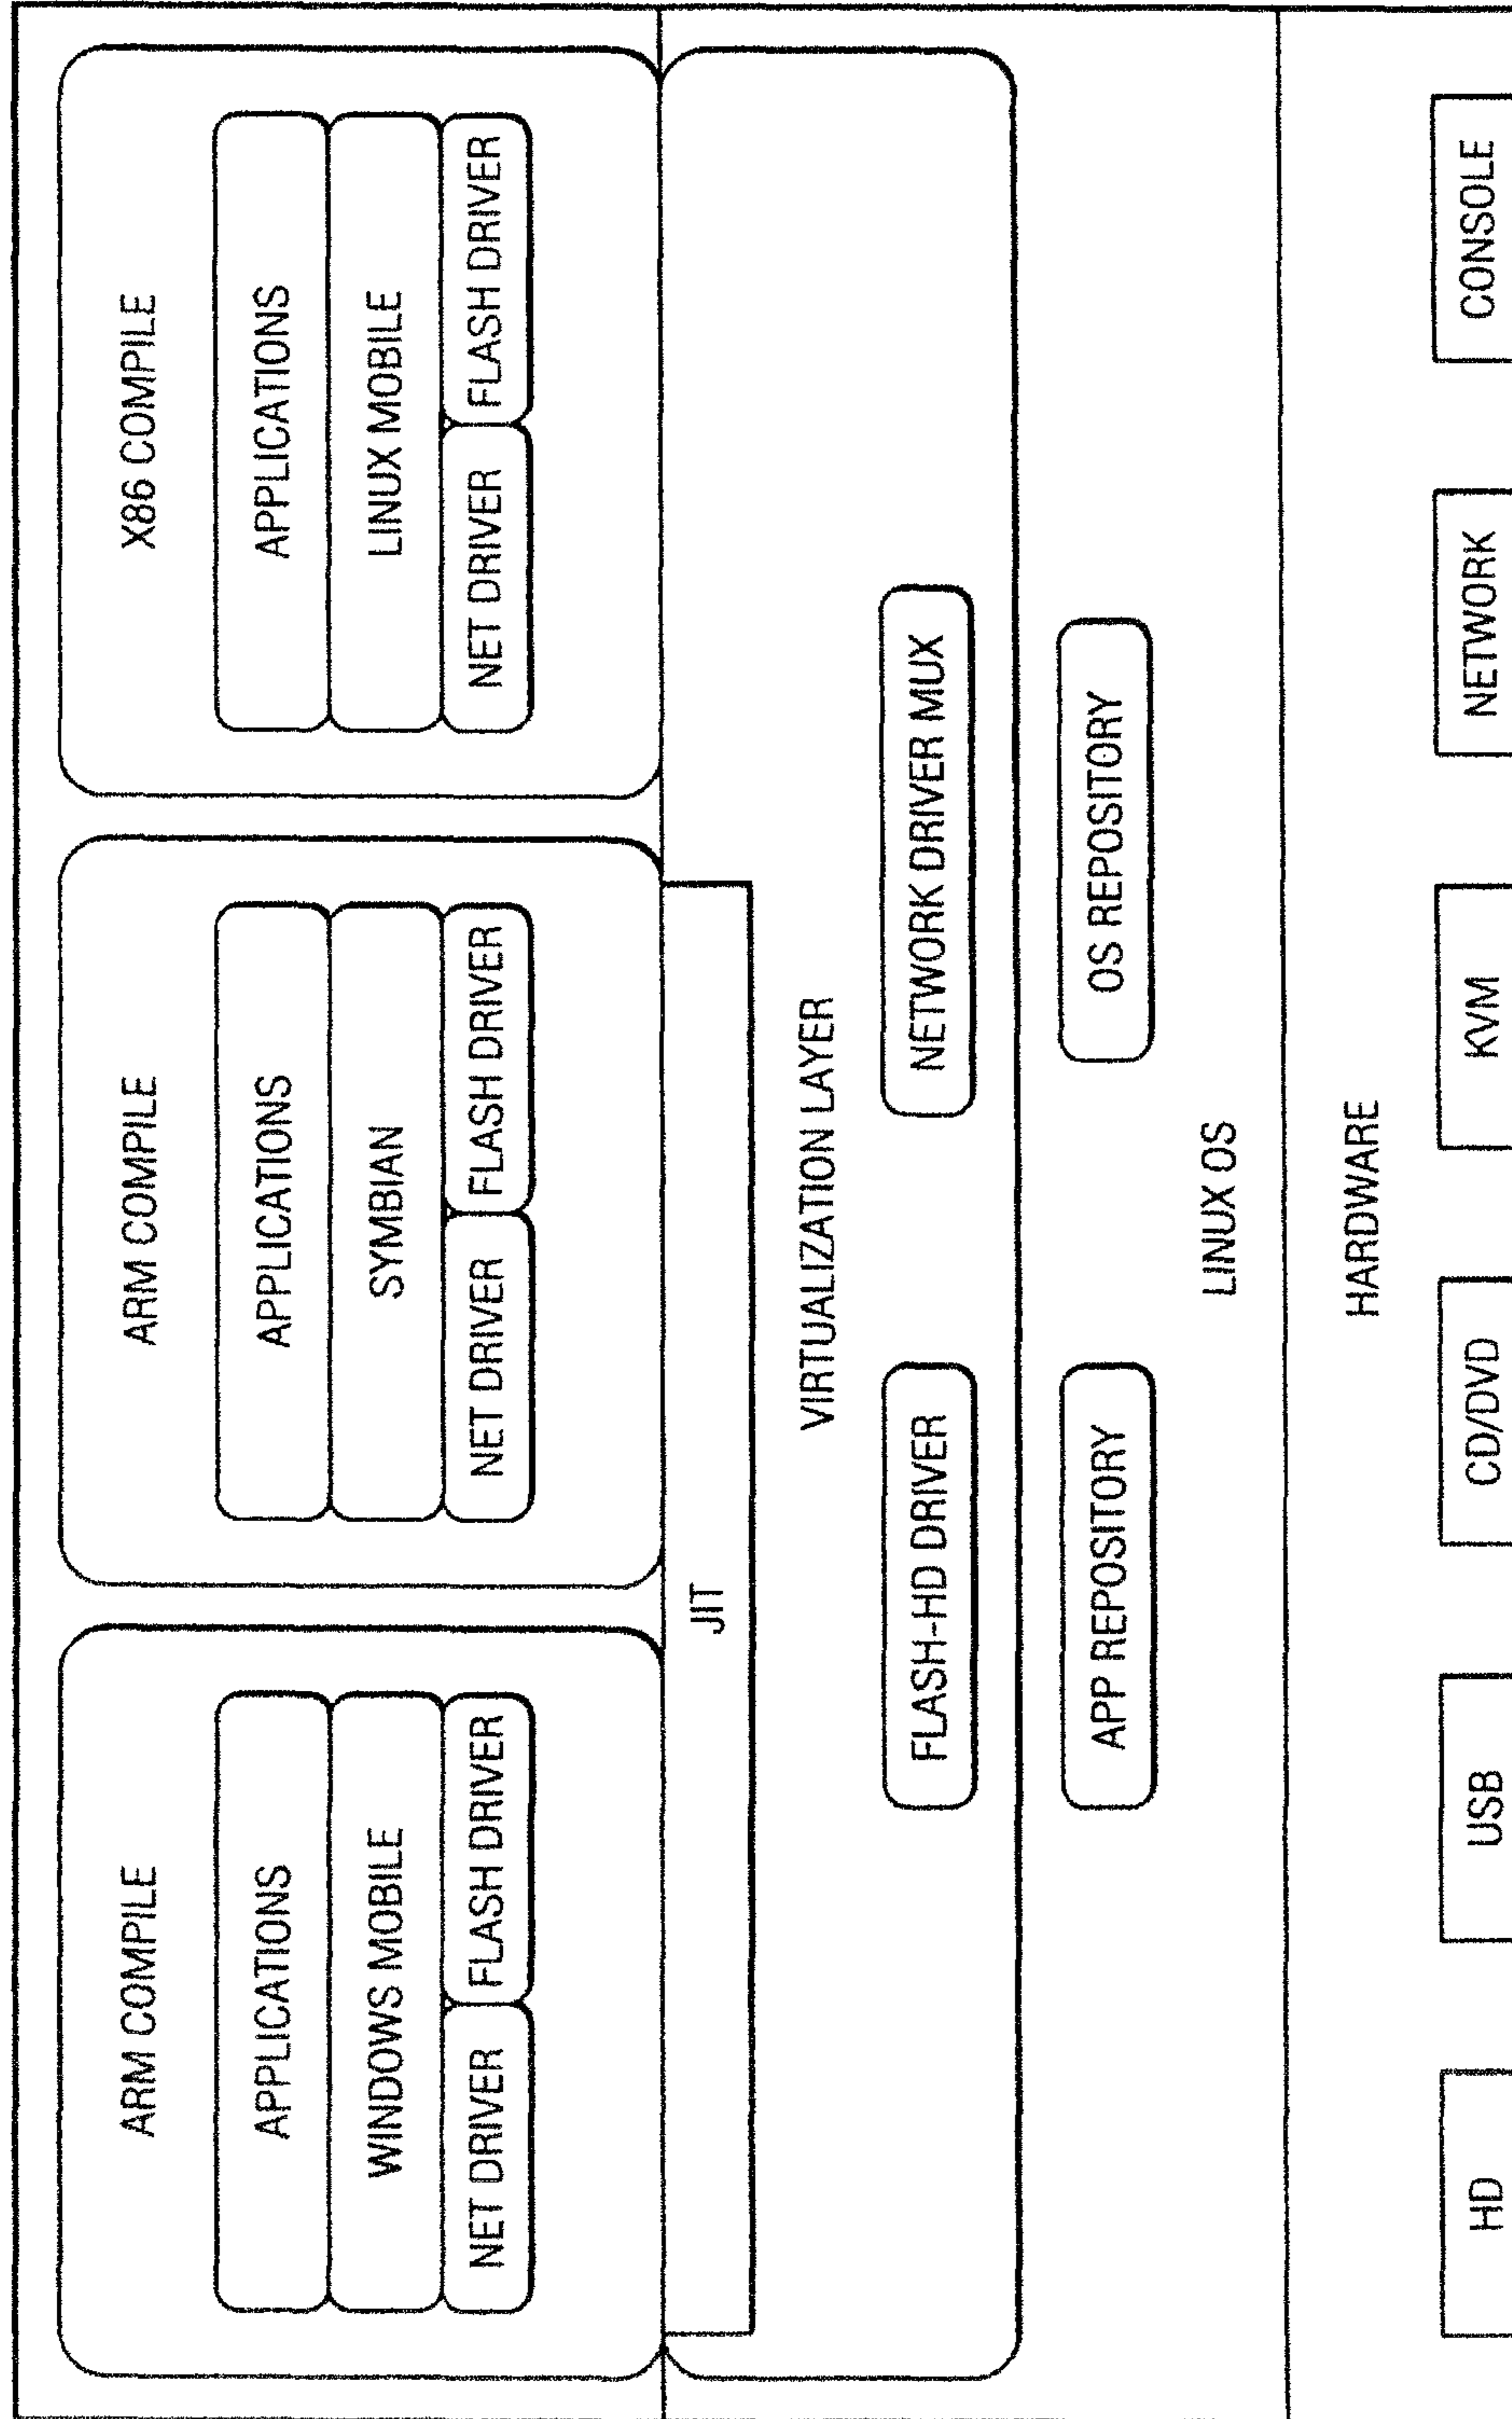 ARM COMPILE
APPLICATIONS
WINDOWS MOBILE
NET DRIVER
FLASH DRIVER
ARM COMPILE
APPLICATIONS
SYMBIAN
NET DRIVER
FLASH DRIVER
X86 COMPILE
APPLICATIONS
LINUX MOBILE
NET DRIVER
FLASH DRIVER
JIT
VIRTUALIZATION LAYER
FLASH-HD DRIVER
NETWORK DRIVER MUX
APP REPOSITORY
OS REPOSITORY
LINUX OS
HARDWARE
HD
USB
CD/DVD
KVM
NETWORK
CONSOLE